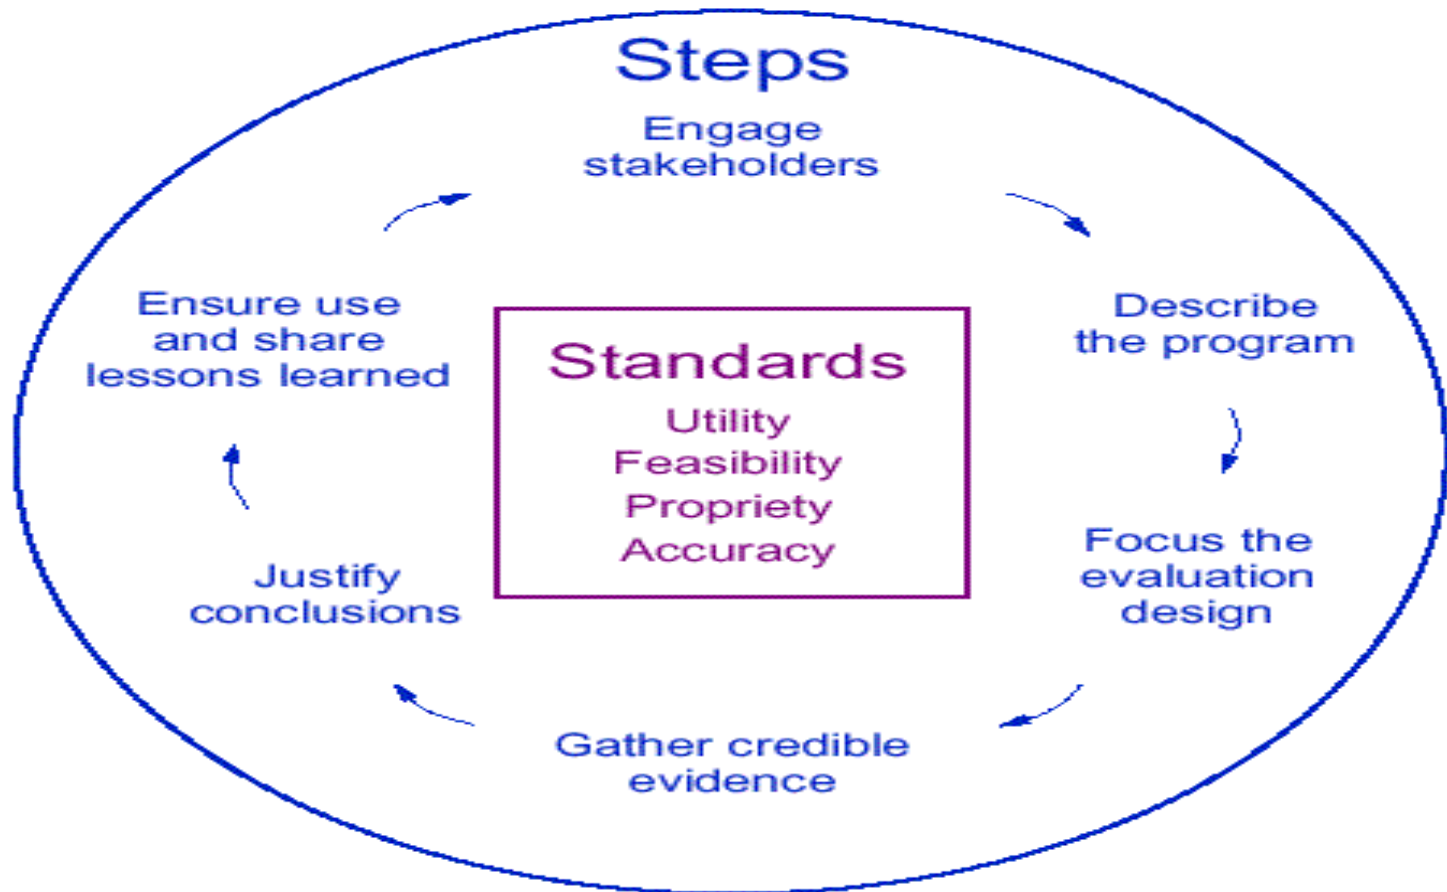 Steps
Engage
stakeholders
Describe
the program
Focus the
evaluation
design
Gather credible
evidence
Justify
conclusions
Ensure use
and share
lessons learned
Standards
Utility
Feasibility
Propriety
Accuracy